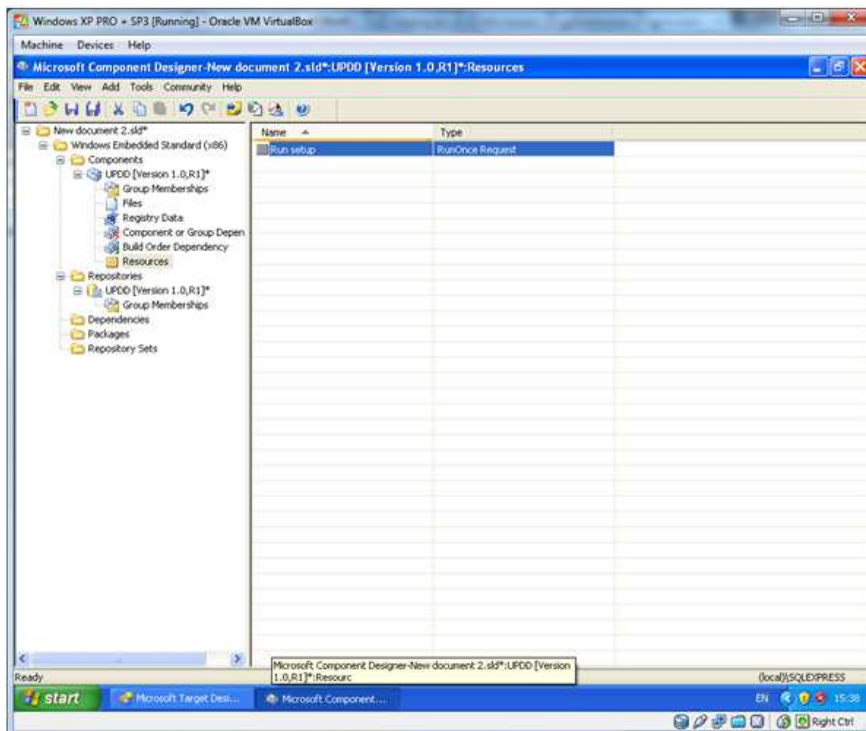 Windows XP PRO + SP3 [Running] - Oracle VM VirtualBox
Machine Devices Help
Microsoft Component Designer-New document 2.sld*:UPDD [Version 1.0,R1]*:Resources
File Edit View Add Tools Community Help
New document 2.sld*
Windows Embedded Standard (x86)
Components
UPDD [Version 1.0,R1]*
Group Memberships
Files
Registry Data
Component or Group Depen
Build Order Dependency
Resources
Repositories
UPDD [Version 1.0,R1]*
Group Memberships
Dependencies
Packages
Repository Sets
Name Type
Run setup RunOnce Request
Microsoft Component Designer-New document 2.sld*:UPDD [Version
1.0,R1]*:Resourc
Ready (local)\SQLEXPRESS
start Microsoft Target Desi... Microsoft Component... EN 15:38
Right Ctrl